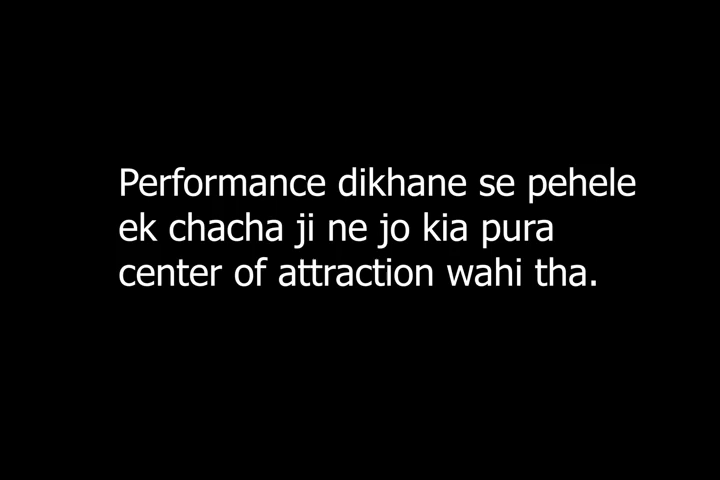 Performance dikhane se pehele
ek chacha ji ne jo kia pura
center of attraction wahi tha.